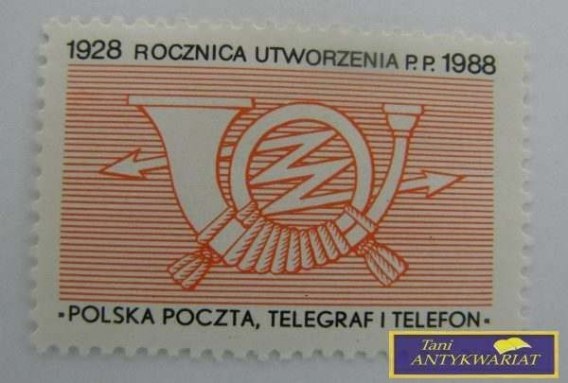 1928 ROCZNICA UTWORZENIA P.P. 1988
•POLSKA POCZTA, TELEGRAF I TELEFON•
Tani
ANTYKWARIAT